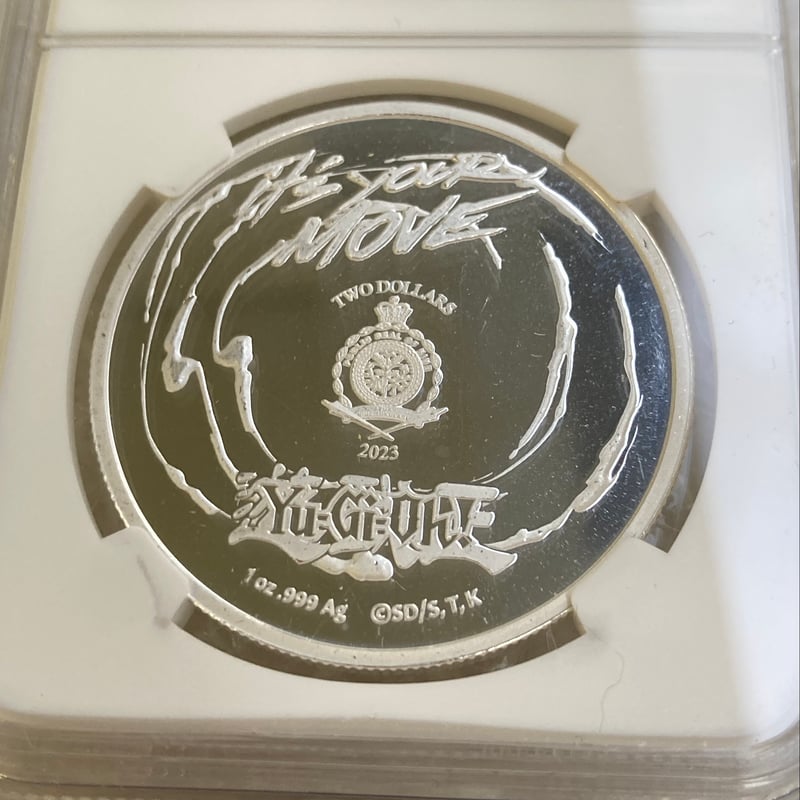 It's YOUR
MOVE
TWO DOLLARS
2023
Yu-Gi-Oh!
1 oz .999 Ag ©SD/S, T, K